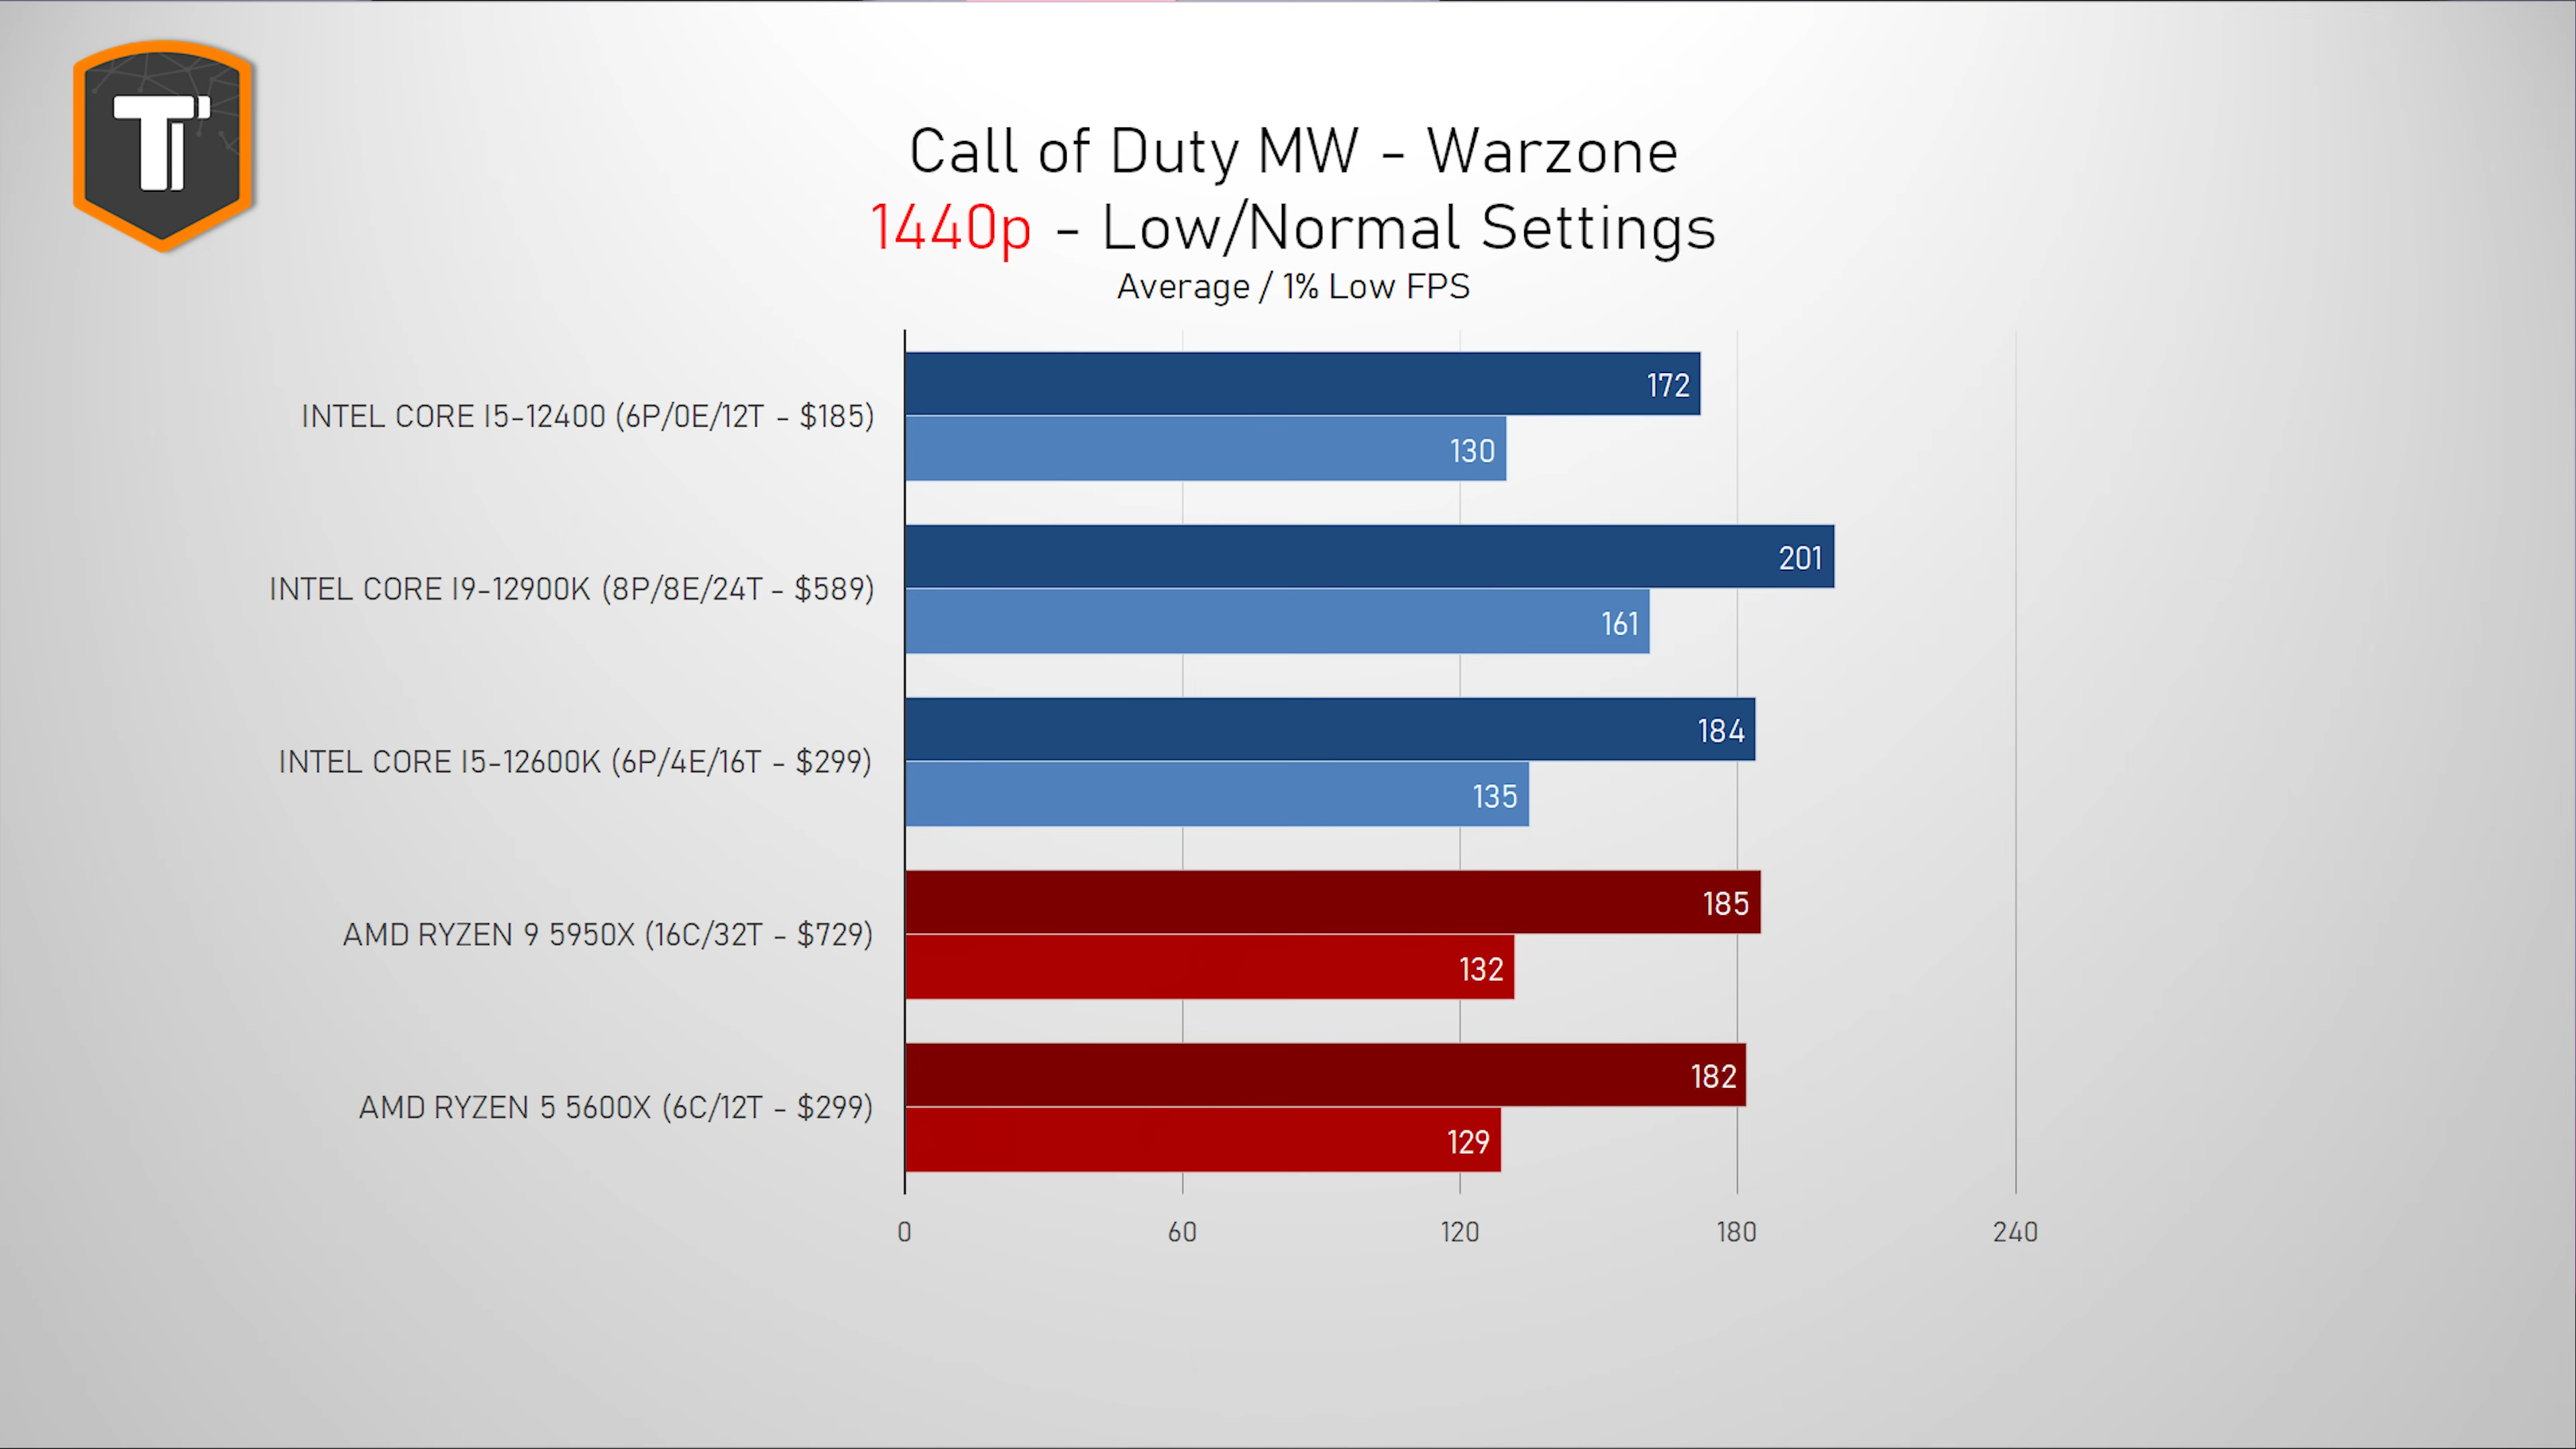 Call of Duty MW - Warzone
1440p - Low/Normal Settings
Average / 1% Low FPS
INTEL CORE I5-12400 (6P/0E/12T - $185)
172
130
INTEL CORE I9-12900K (8P/8E/24T - $589)
201
161
INTEL CORE I5-12600K (6P/4E/16T - $299)
184
135
AMD RYZEN 9 5950X (16C/32T - $729)
185
132
AMD RYZEN 5 5600X (6C/12T - $299)
182
129
0 60 120 180 240